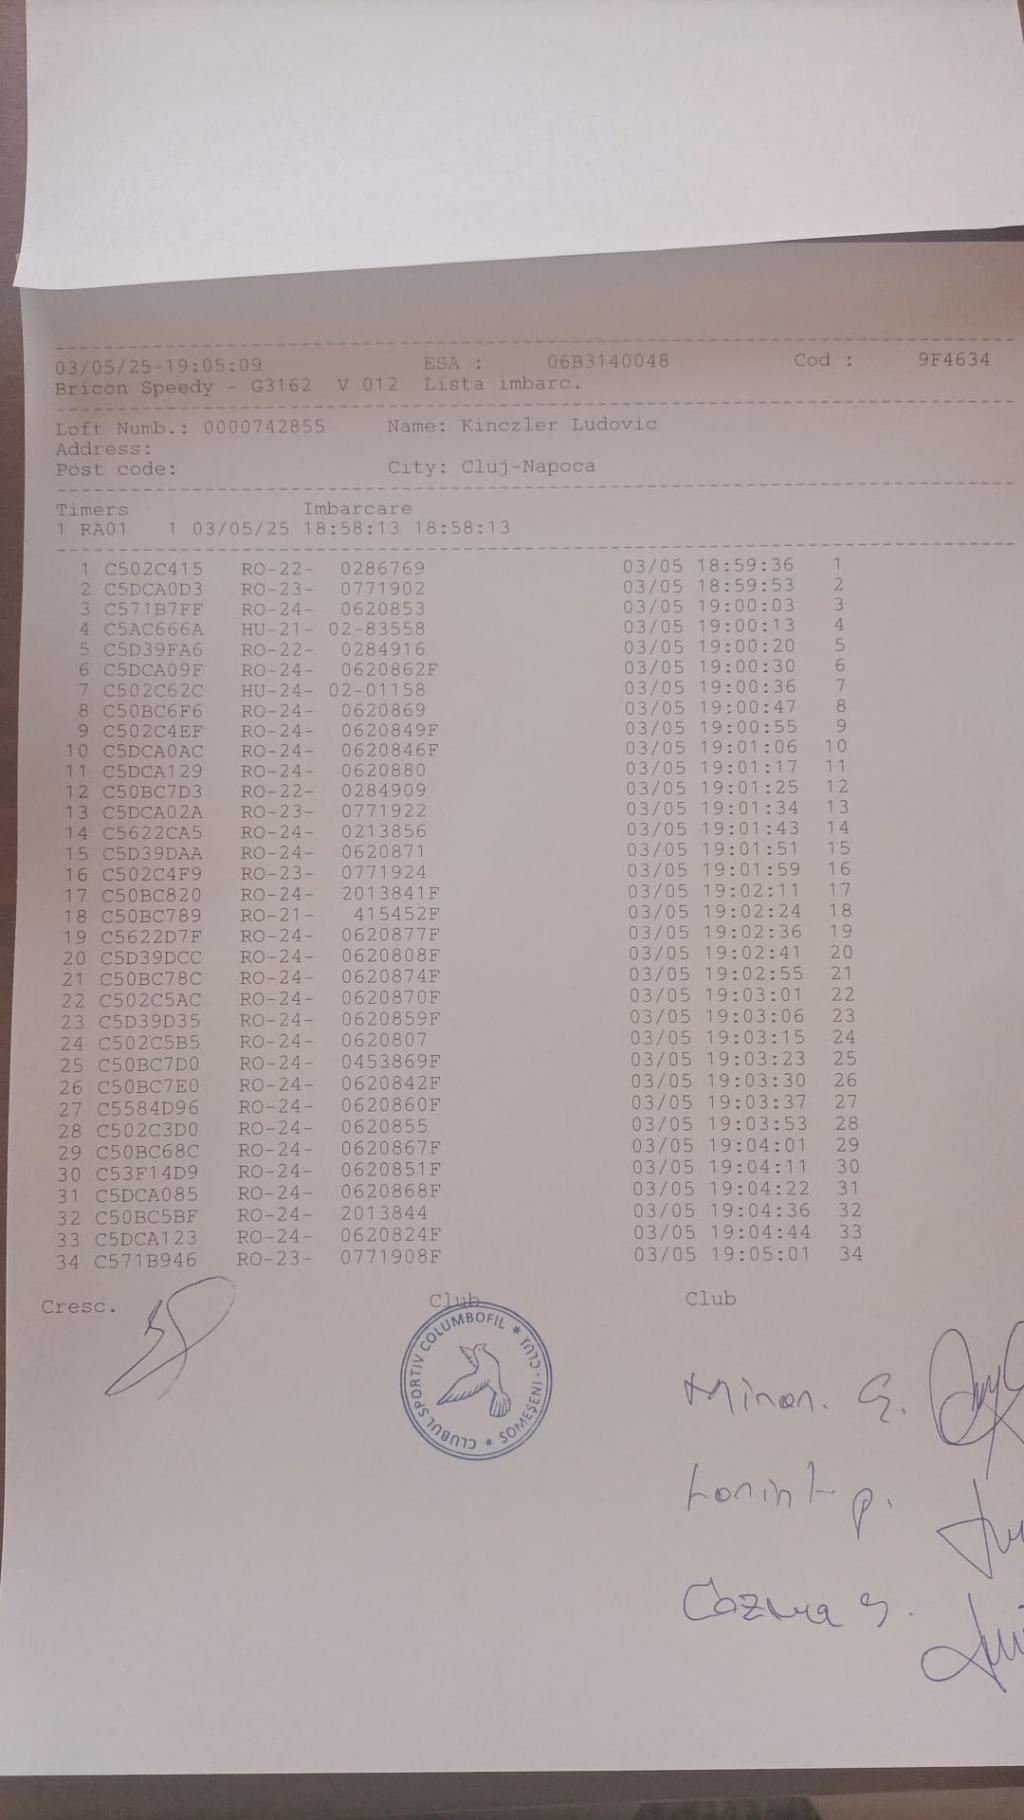 03/05/25-19:05:09 ESA : 06B3140048 Cod : 9F4634
Bricon Speedy - G3162 V 012 Lista imbarc.
Loft Numb.: 0000742855 Name: Kinczler Ludovic
Address:
Post code: City: Cluj-Napoca
Timers Imbarcare
1 RA01 1 03/05/25 18:58:13 18:58:13
1 C502C415 RO-22- 0286769 03/05 18:59:36 1
2 C5DCA0D3 RO-23- 0771902 03/05 18:59:53 2
3 C571B7FF RO-24- 0620853 03/05 19:00:03 3
4 C5AC666A HU-21- 02-83558 03/05 19:00:13 4
5 C5D39FA6 RO-22- 0284916 03/05 19:00:20 5
6 C5DCA09F RO-24- 0620862F 03/05 19:00:30 6
7 C502C62C HU-24- 02-01158 03/05 19:00:36 7
8 C50BC6F6 RO-24- 0620869 03/05 19:00:47 8
9 C502C4EF RO-24- 0620849F 03/05 19:00:55 9
10 C5DCA0AC RO-24- 0620846F 03/05 19:01:06 10
11 C5DCA129 RO-24- 0620880 03/05 19:01:17 11
12 C50BC7D3 RO-22- 0284909 03/05 19:01:25 12
13 C5DCA02A RO-23- 0771922 03/05 19:01:34 13
14 C5622CA5 RO-24- 0213856 03/05 19:01:43 14
15 C5D39DAA RO-24- 0620871 03/05 19:01:51 15
16 C502C4F9 RO-23- 0771924 03/05 19:01:59 16
17 C50BC820 RO-24- 2013841F 03/05 19:02:11 17
18 C50BC789 RO-21- 415452F 03/05 19:02:24 18
19 C5622D7F RO-24- 0620877F 03/05 19:02:36 19
20 C5D39DCC RO-24- 0620808F 03/05 19:02:41 20
21 C50BC78C RO-24- 0620874F 03/05 19:02:55 21
22 C502C5AC RO-24- 0620870F 03/05 19:03:01 22
23 C5D39D35 RO-24- 0620859F 03/05 19:03:06 23
24 C502C5B5 RO-24- 0620807 03/05 19:03:15 24
25 C50BC7D0 RO-24- 0453869F 03/05 19:03:23 25
26 C50BC7E0 RO-24- 0620842F 03/05 19:03:30 26
27 C5584D96 RO-24- 0620860F 03/05 19:03:37 27
28 C502C3D0 RO-24- 0620855 03/05 19:03:53 28
29 C50BC68C RO-24- 0620867F 03/05 19:04:01 29
30 C53F14D9 RO-24- 0620851F 03/05 19:04:11 30
31 C5DCA085 RO-24- 0620868F 03/05 19:04:22 31
32 C50BC5BF RO-24- 2013844 03/05 19:04:36 32
33 C5DCA123 RO-24- 0620824F 03/05 19:04:44 33
34 C571B946 RO-23- 0771908F 03/05 19:05:01 34
Cresc. Club Club
CLUBUL SPORTIV COLUMBOFIL * SOMEȘENI - CLUJ *
G.
P.
Cozma S.